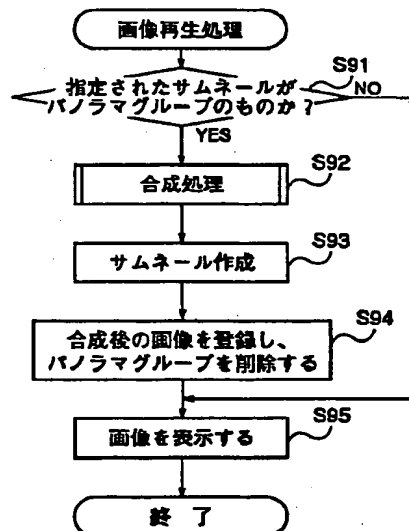 画像再生処理
S91
指定されたサムネールが
パノラマグループのものか?
NO
YES
S92
合成処理
S93
サムネール作成
S94
合成後の画像を登録し、
パノラマグループを削除する
S95
画像を表示する
終 了